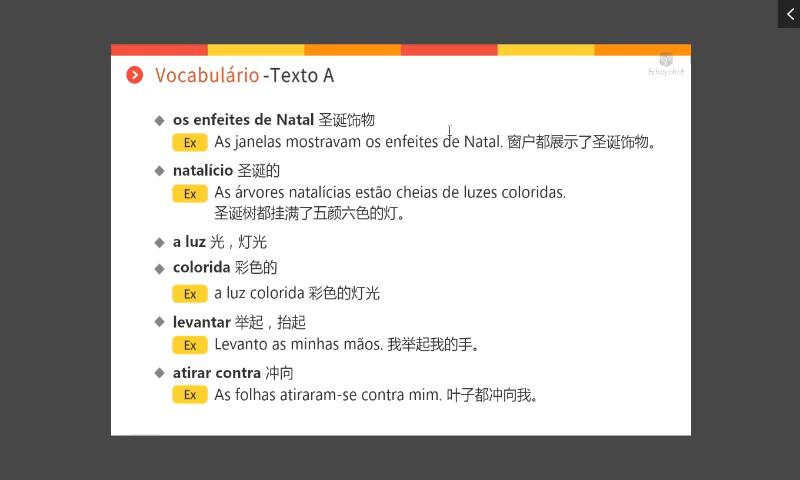 Vocabulário -Texto A
os enfeites de Natal 圣诞饰物
Ex As janelas mostravam os enfeites de Natal. 窗户都展示了圣诞饰物。
natalício 圣诞的
Ex As árvores natalícias estão cheias de luzes coloridas.
圣诞树都挂满了五颜六色的灯。
a luz 光，灯光
colorida 彩色的
Ex a luz colorida 彩色的灯光
levantar 举起，抬起
Ex Levanto as minhas mãos. 我举起我的手。
atirar contra 冲向
Ex As folhas atiraram-se contra mim. 叶子都冲向我。